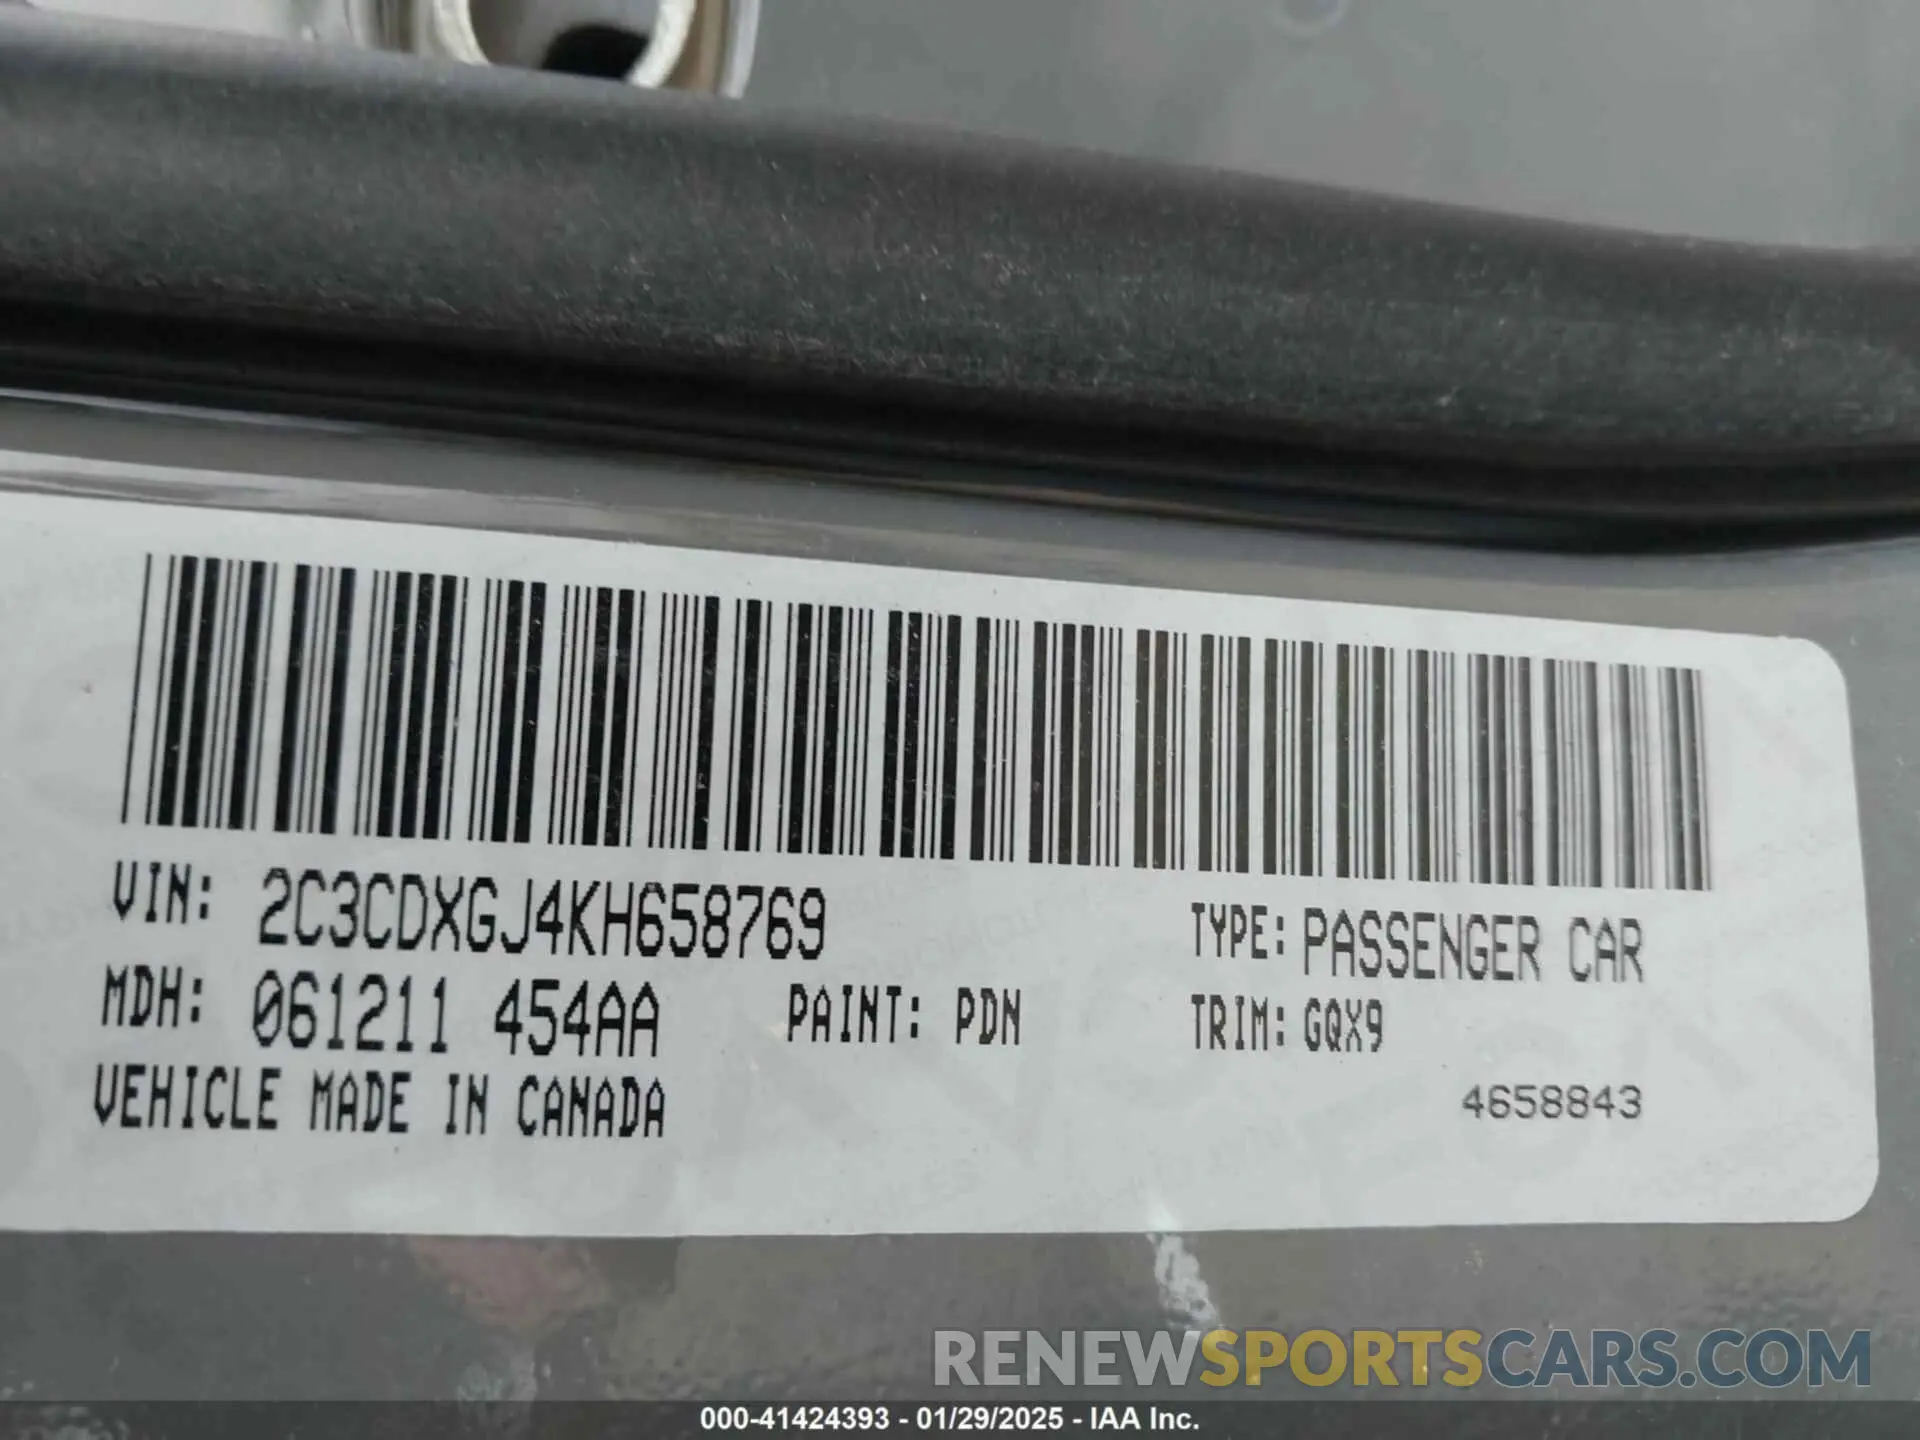 VIN: 2C3CDXGJ4KH658769
TYPE: PASSENGER CAR
MDH: 061211 454AA
PAINT: PDN
TRIM: GQX9
VEHICLE MADE IN CANADA
4658843
RENEWSPORTSCARS.COM
000-41424393 - 01/29/2025 - IAA Inc.